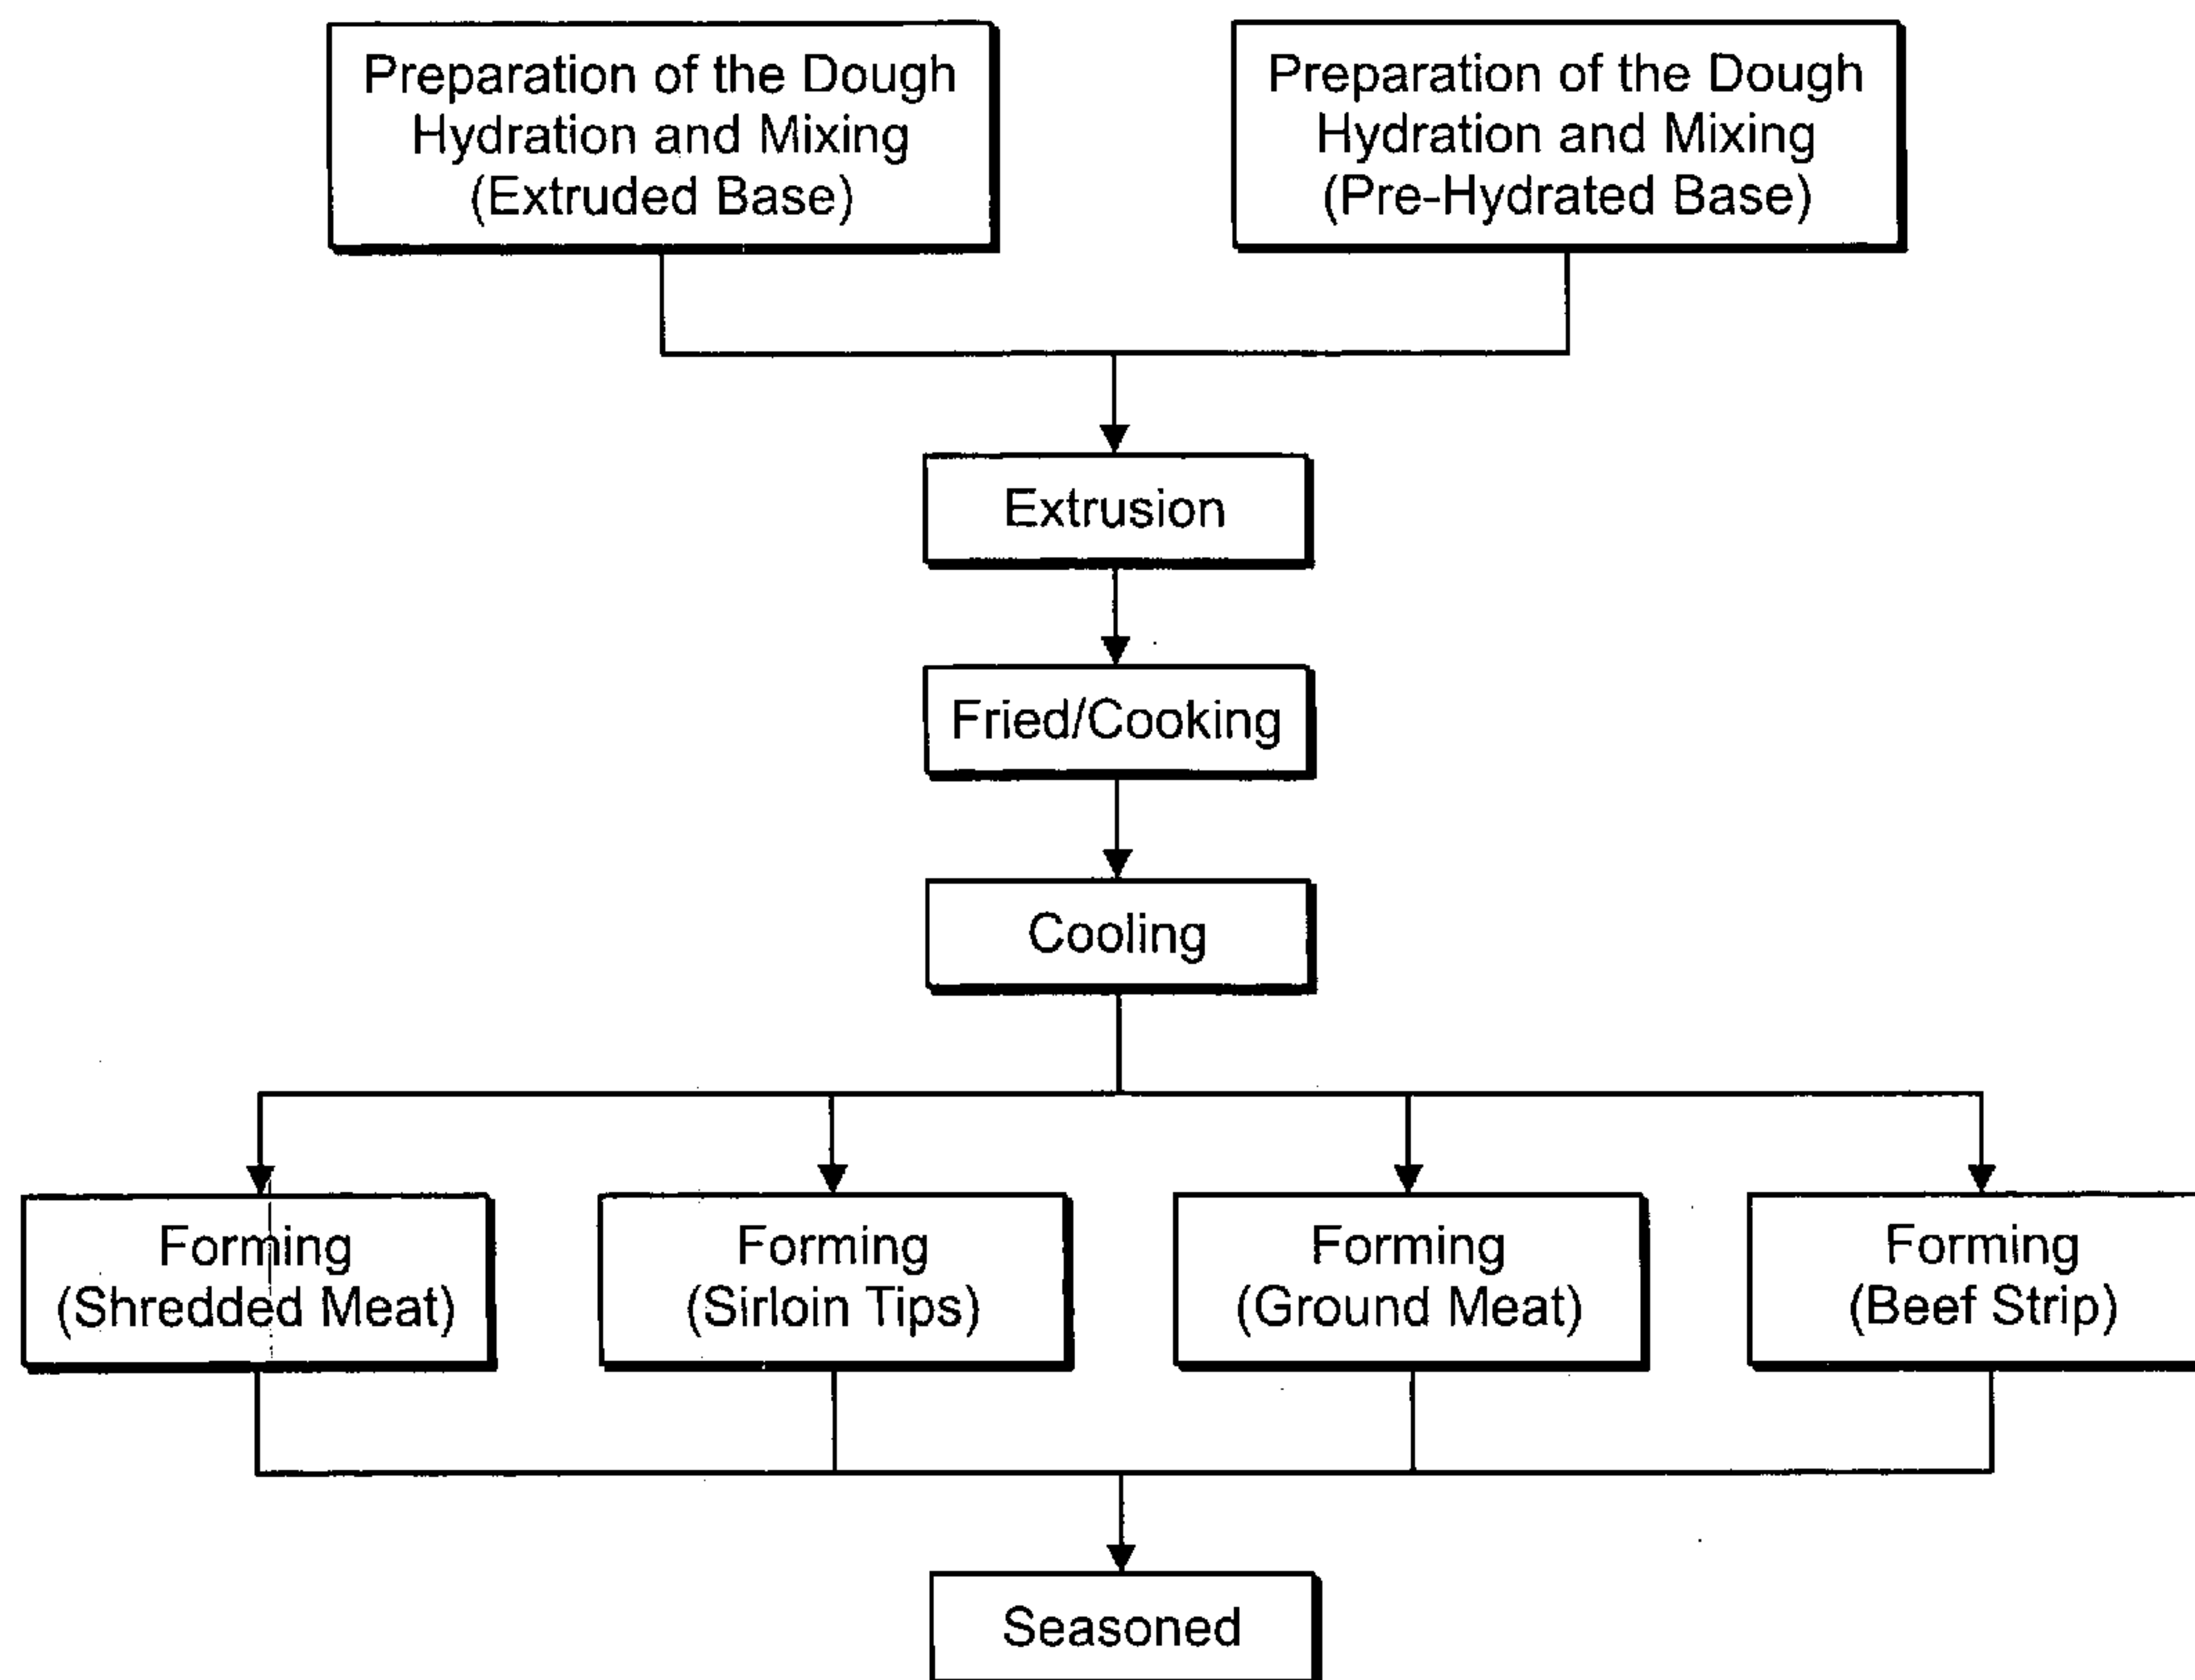 Preparation of the Dough
Hydration and Mixing
(Extruded Base)
Preparation of the Dough
Hydration and Mixing
(Pre-Hydrated Base)
Extrusion
Fried/Cooking
Cooling
Forming
(Shredded Meat)
Forming
(Sirloin Tips)
Forming
(Ground Meat)
Forming
(Beef Strip)
Seasoned